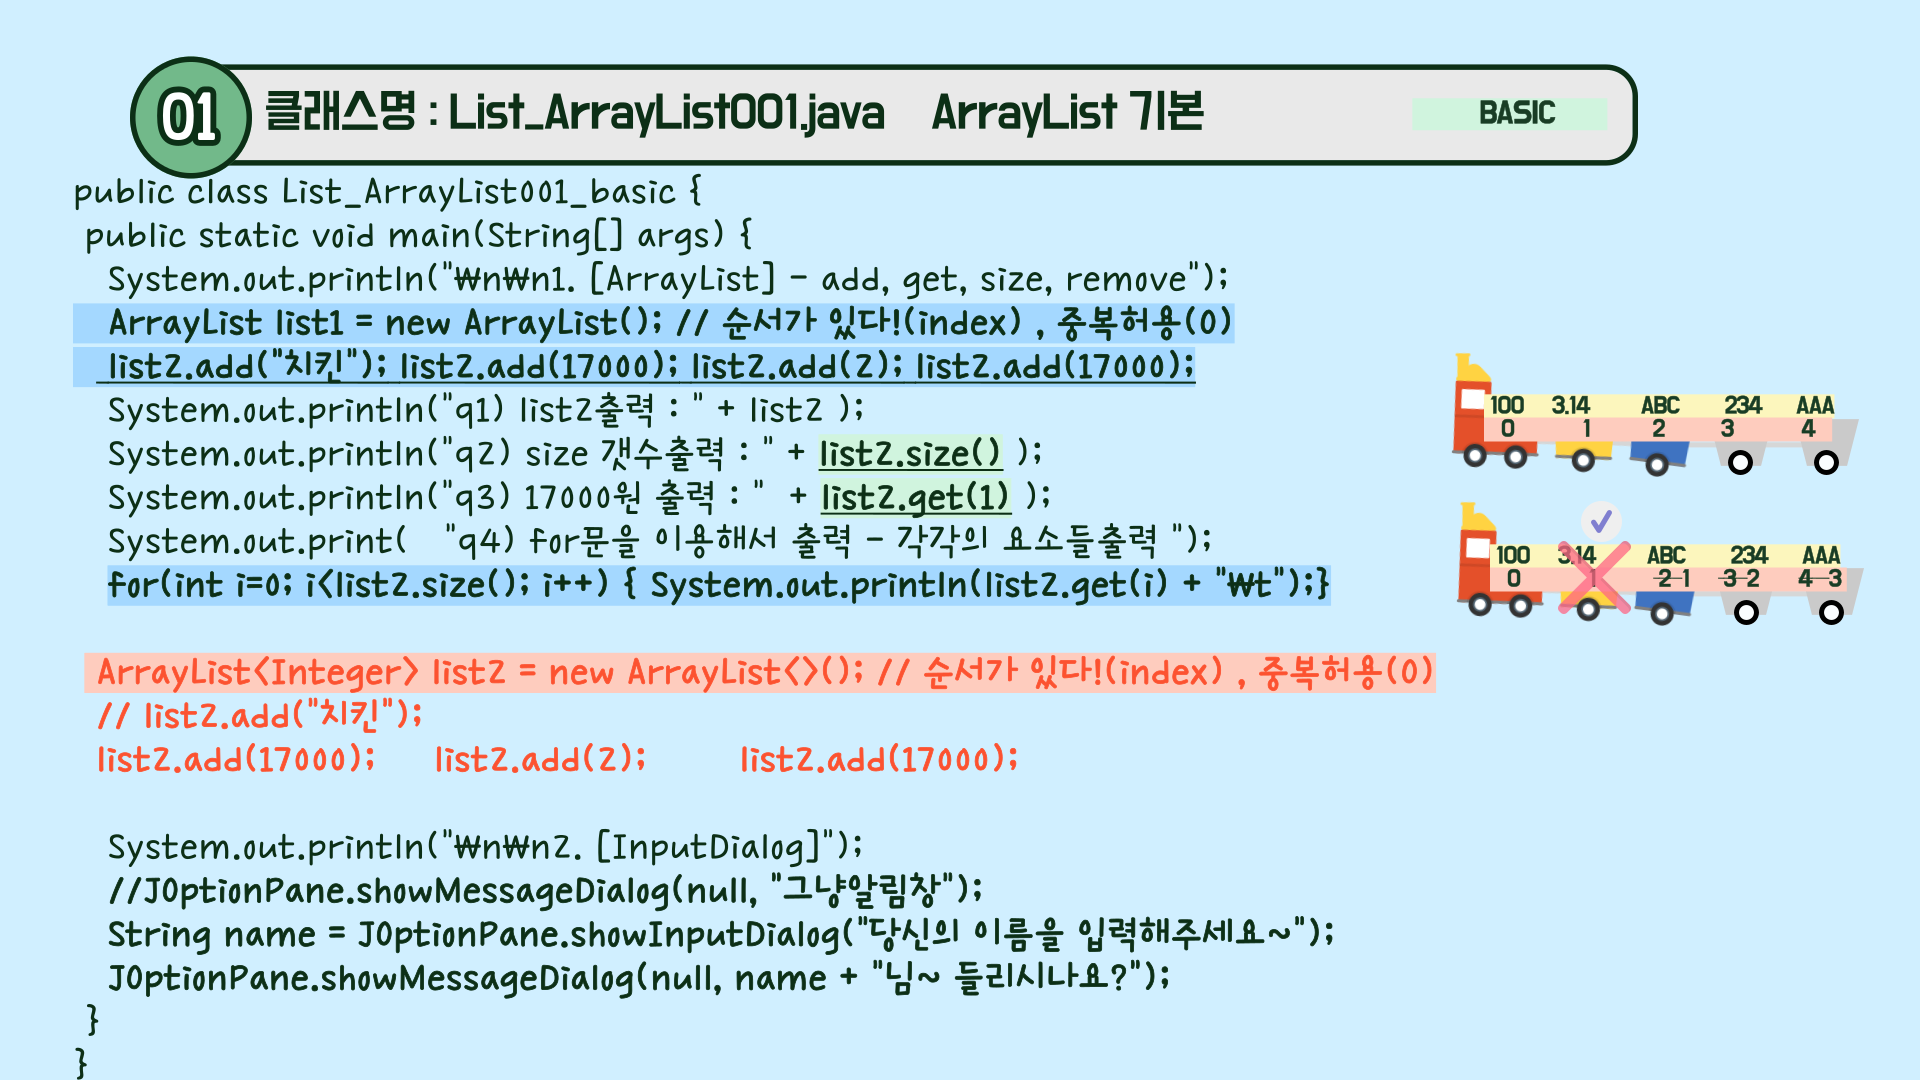 01 클래스명 : List_ArrayList001.java ArrayList 기본 BASIC
public class List_ArrayList001_basic {
public static void main(String[] args) {
System.out.println("₩n₩n1. [ArrayList] - add, get, size, remove");
ArrayList list1 = new ArrayList(); // 순서가 있다!(index) , 중복허용(O)
list2.add("치킨"); list2.add(17000); list2.add(2); list2.add(17000);
System.out.println("q1) list2출력 : " + list2 );
System.out.println("q2) size 갯수출력 : " + list2.size() );
System.out.println("q3) 17000원 출력 : " + list2.get(1) );
System.out.print( "q4) for문을 이용해서 출력 - 각각의 요소들출력 ");
for(int i=0; i<list2.size(); i++) { System.out.println(list2.get(i) + "₩t");}
ArrayList<Integer> list2 = new ArrayList<>(); // 순서가 있다!(index) , 중복허용(O)
// list2.add("치킨");
list2.add(17000); list2.add(2); list2.add(17000);
System.out.println("₩n₩n2. [InputDialog]");
//JOptionPane.showMessageDialog(null, "그냥알림창");
String name = JOptionPane.showInputDialog("당신의 이름을 입력해주세요~");
JOptionPane.showMessageDialog(null, name + "님~ 들리시나요?");
}
}
100 3.14 ABC 234 AAA
0 1 2 3 4
100 3.14 ABC 234 AAA
0 1 2 1 3 2 4 3